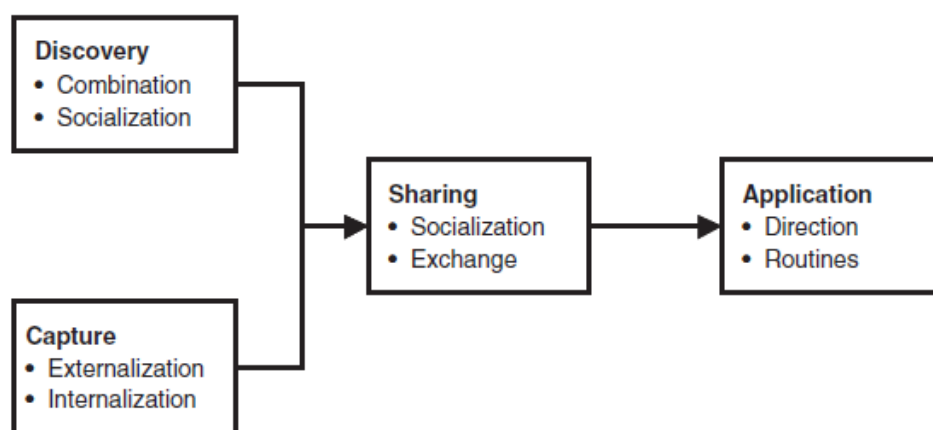 Discovery
• Combination
• Socialization
Capture
• Externalization
• Internalization
Sharing
• Socialization
• Exchange
Application
• Direction
• Routines